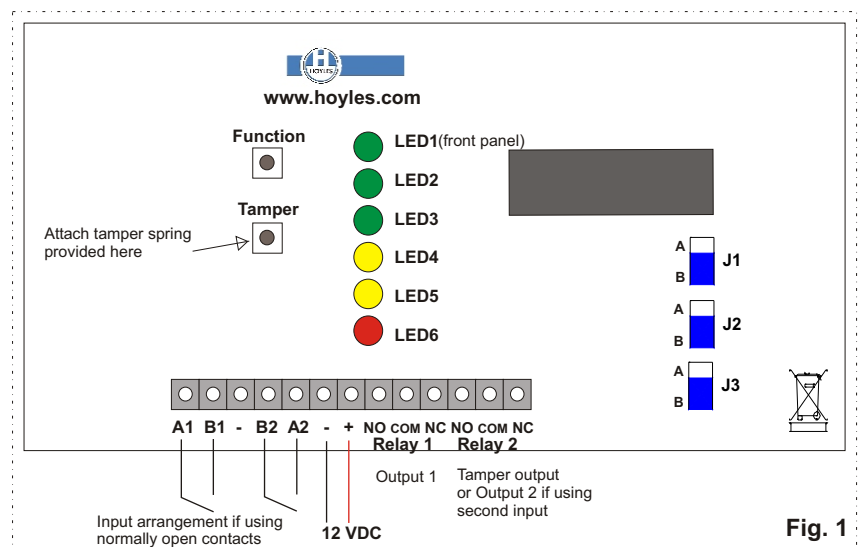 H
HOYLES
www.hoyles.com
Function
LED1(front panel)
LED2
Tamper
LED3
Attach tamper spring
provided here
LED4
LED5
LED6
A
B
J1
A
B
J2
A
B
J3
A1 B1 - B2 A2 - + NO COM NC NO COM NC
Relay 1 Relay 2
Output 1
Tamper output
or Output 2 if using
second input
Input arrangement if using
normally open contacts
12 VDC
Fig. 1